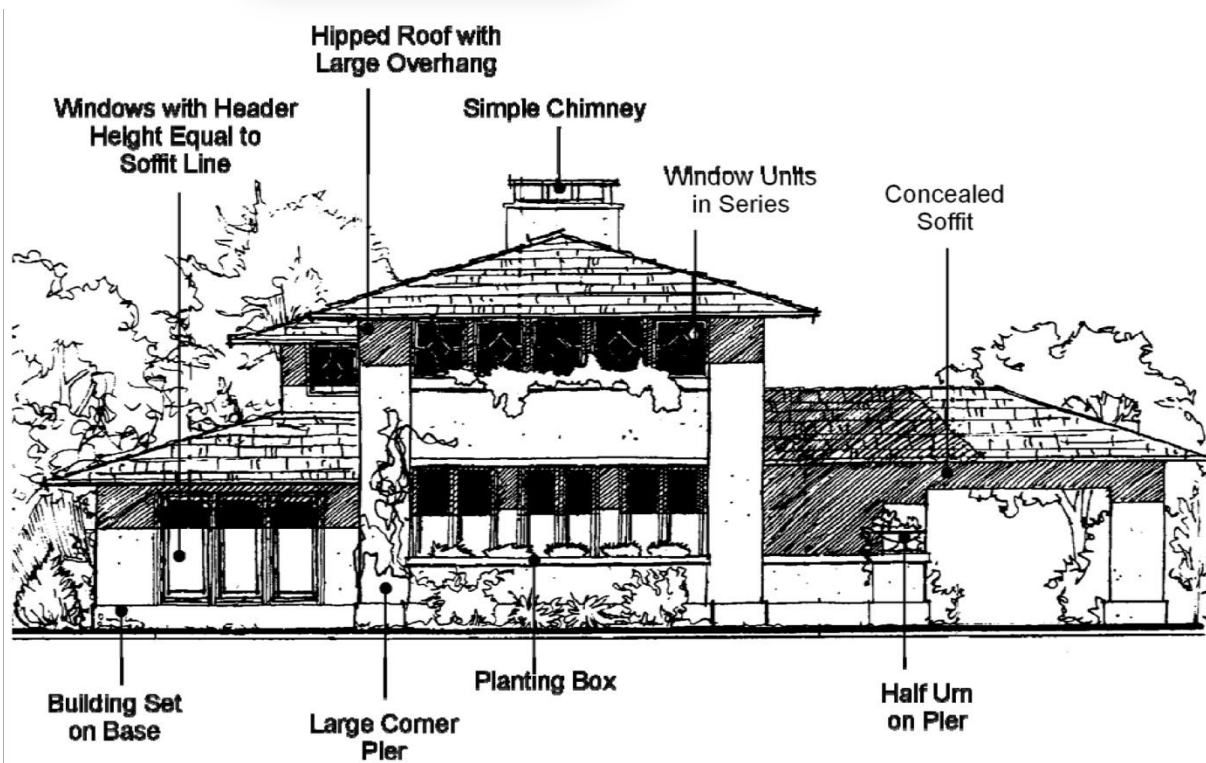 Hipped Roof with
Large Overhang
Windows with Header
Height Equal to
Soffit Line
Simple Chimney
Window Units
in Series
Concealed
Soffit
Building Set
on Base
Large Corner
Pier
Planting Box
Half Urn
on Pier